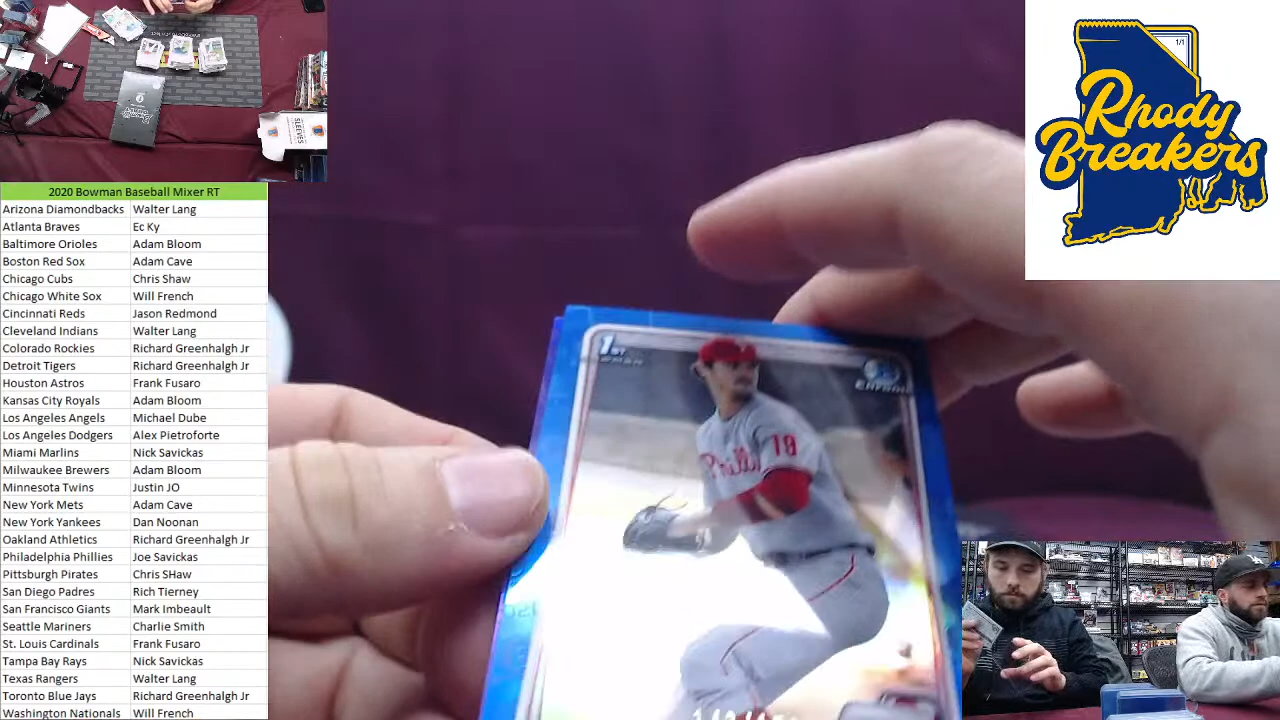 1/1
Rhody
Breakers
SLEEVES
2020 Bowman Baseball Mixer RT
Arizona Diamondbacks Walter Lang
Atlanta Braves Ec Ky
Baltimore Orioles Adam Bloom
Boston Red Sox Adam Cave
Chicago Cubs Chris Shaw
Chicago White Sox Will French
Cincinnati Reds Jason Redmond
Cleveland Indians Walter Lang
Colorado Rockies Richard Greenhalgh Jr
Detroit Tigers Richard Greenhalgh Jr
Houston Astros Frank Fusaro
Kansas City Royals Adam Bloom
Los Angeles Angels Michael Dube
Los Angeles Dodgers Alex Pietroforte
Miami Marlins Nick Savickas
Milwaukee Brewers Adam Bloom
Minnesota Twins Justin JO
New York Mets Adam Cave
New York Yankees Dan Noonan
Oakland Athletics Richard Greenhalgh Jr
Philadelphia Phillies Joe Savickas
Pittsburgh Pirates Chris SHaw
San Diego Padres Rich Tierney
San Francisco Giants Mark Imbeault
Seattle Mariners Charlie Smith
St. Louis Cardinals Frank Fusaro
Tampa Bay Rays Nick Savickas
Texas Rangers Walter Lang
Toronto Blue Jays Richard Greenhalgh Jr
Washington Nationals Will French
1ST
18